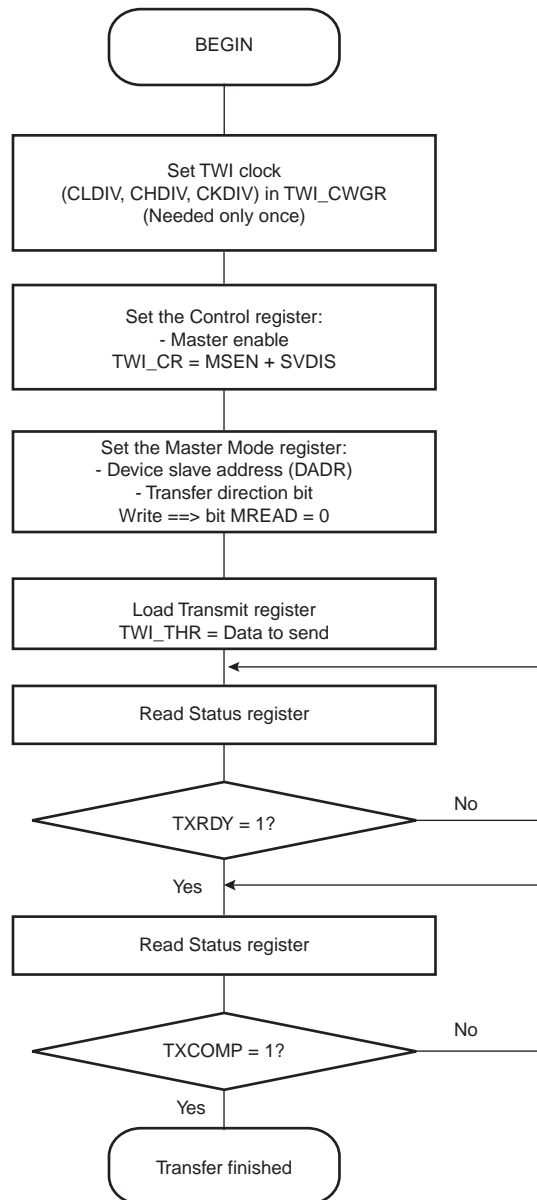 BEGIN
Set TWI clock
(CLDIV, CHDIV, CKDIV) in TWI_CWGR
(Needed only once)
Set the Control register:
- Master enable
TWI_CR = MSEN + SVDIS
Set the Master Mode register:
- Device slave address (DADR)
- Transfer direction bit
Write ==> bit MREAD = 0
Load Transmit register
TWI_THR = Data to send
Read Status register
TXRDY = 1?
No
Yes
Read Status register
TXCOMP = 1?
No
Yes
Transfer finished